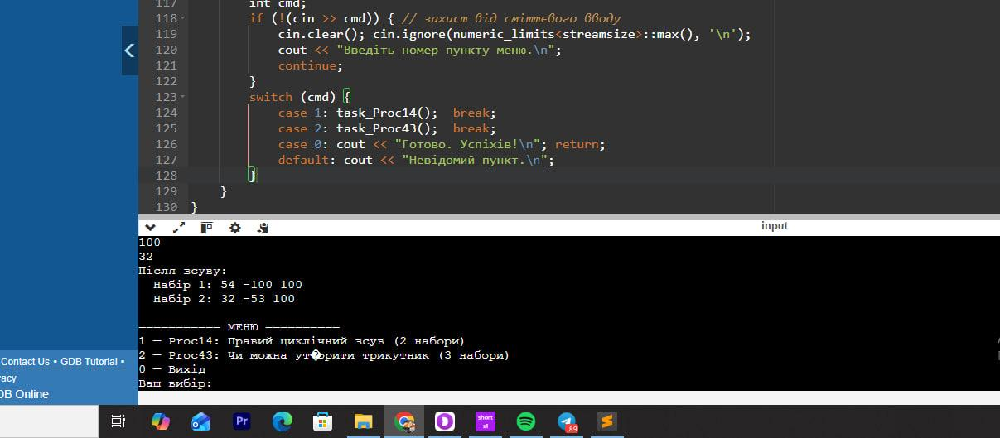 117 int cmd;
118 if (!(cin >> cmd)) { // захист від сміттєвого вводу
119 cin.clear(); cin.ignore(numeric_limits<streamsize>::max(), '\n');
120 cout << "Введіть номер пункту меню.\n";
121 continue;
122 }
123 switch (cmd) {
124 case 1: task_Proc14(); break;
125 case 2: task_Proc43(); break;
126 case 0: cout << "Готово. Успіхів!\n"; return;
127 default: cout << "Невідомий пункт.\n";
128 }
129 }
130 }
input
100
32
Після зсуву:
Набір 1: 54 -100 100
Набір 2: 32 -53 100
=========== МЕНЮ ==========
1 — Proc14: Правий циклічний зсув (2 набори)
2 — Proc43: Чи можна ут�орити трикутник (3 набори)
0 — Вихід
Ваш вибір:
Contact Us • GDB Tutorial •
DB Online
Pr
short
s1
89